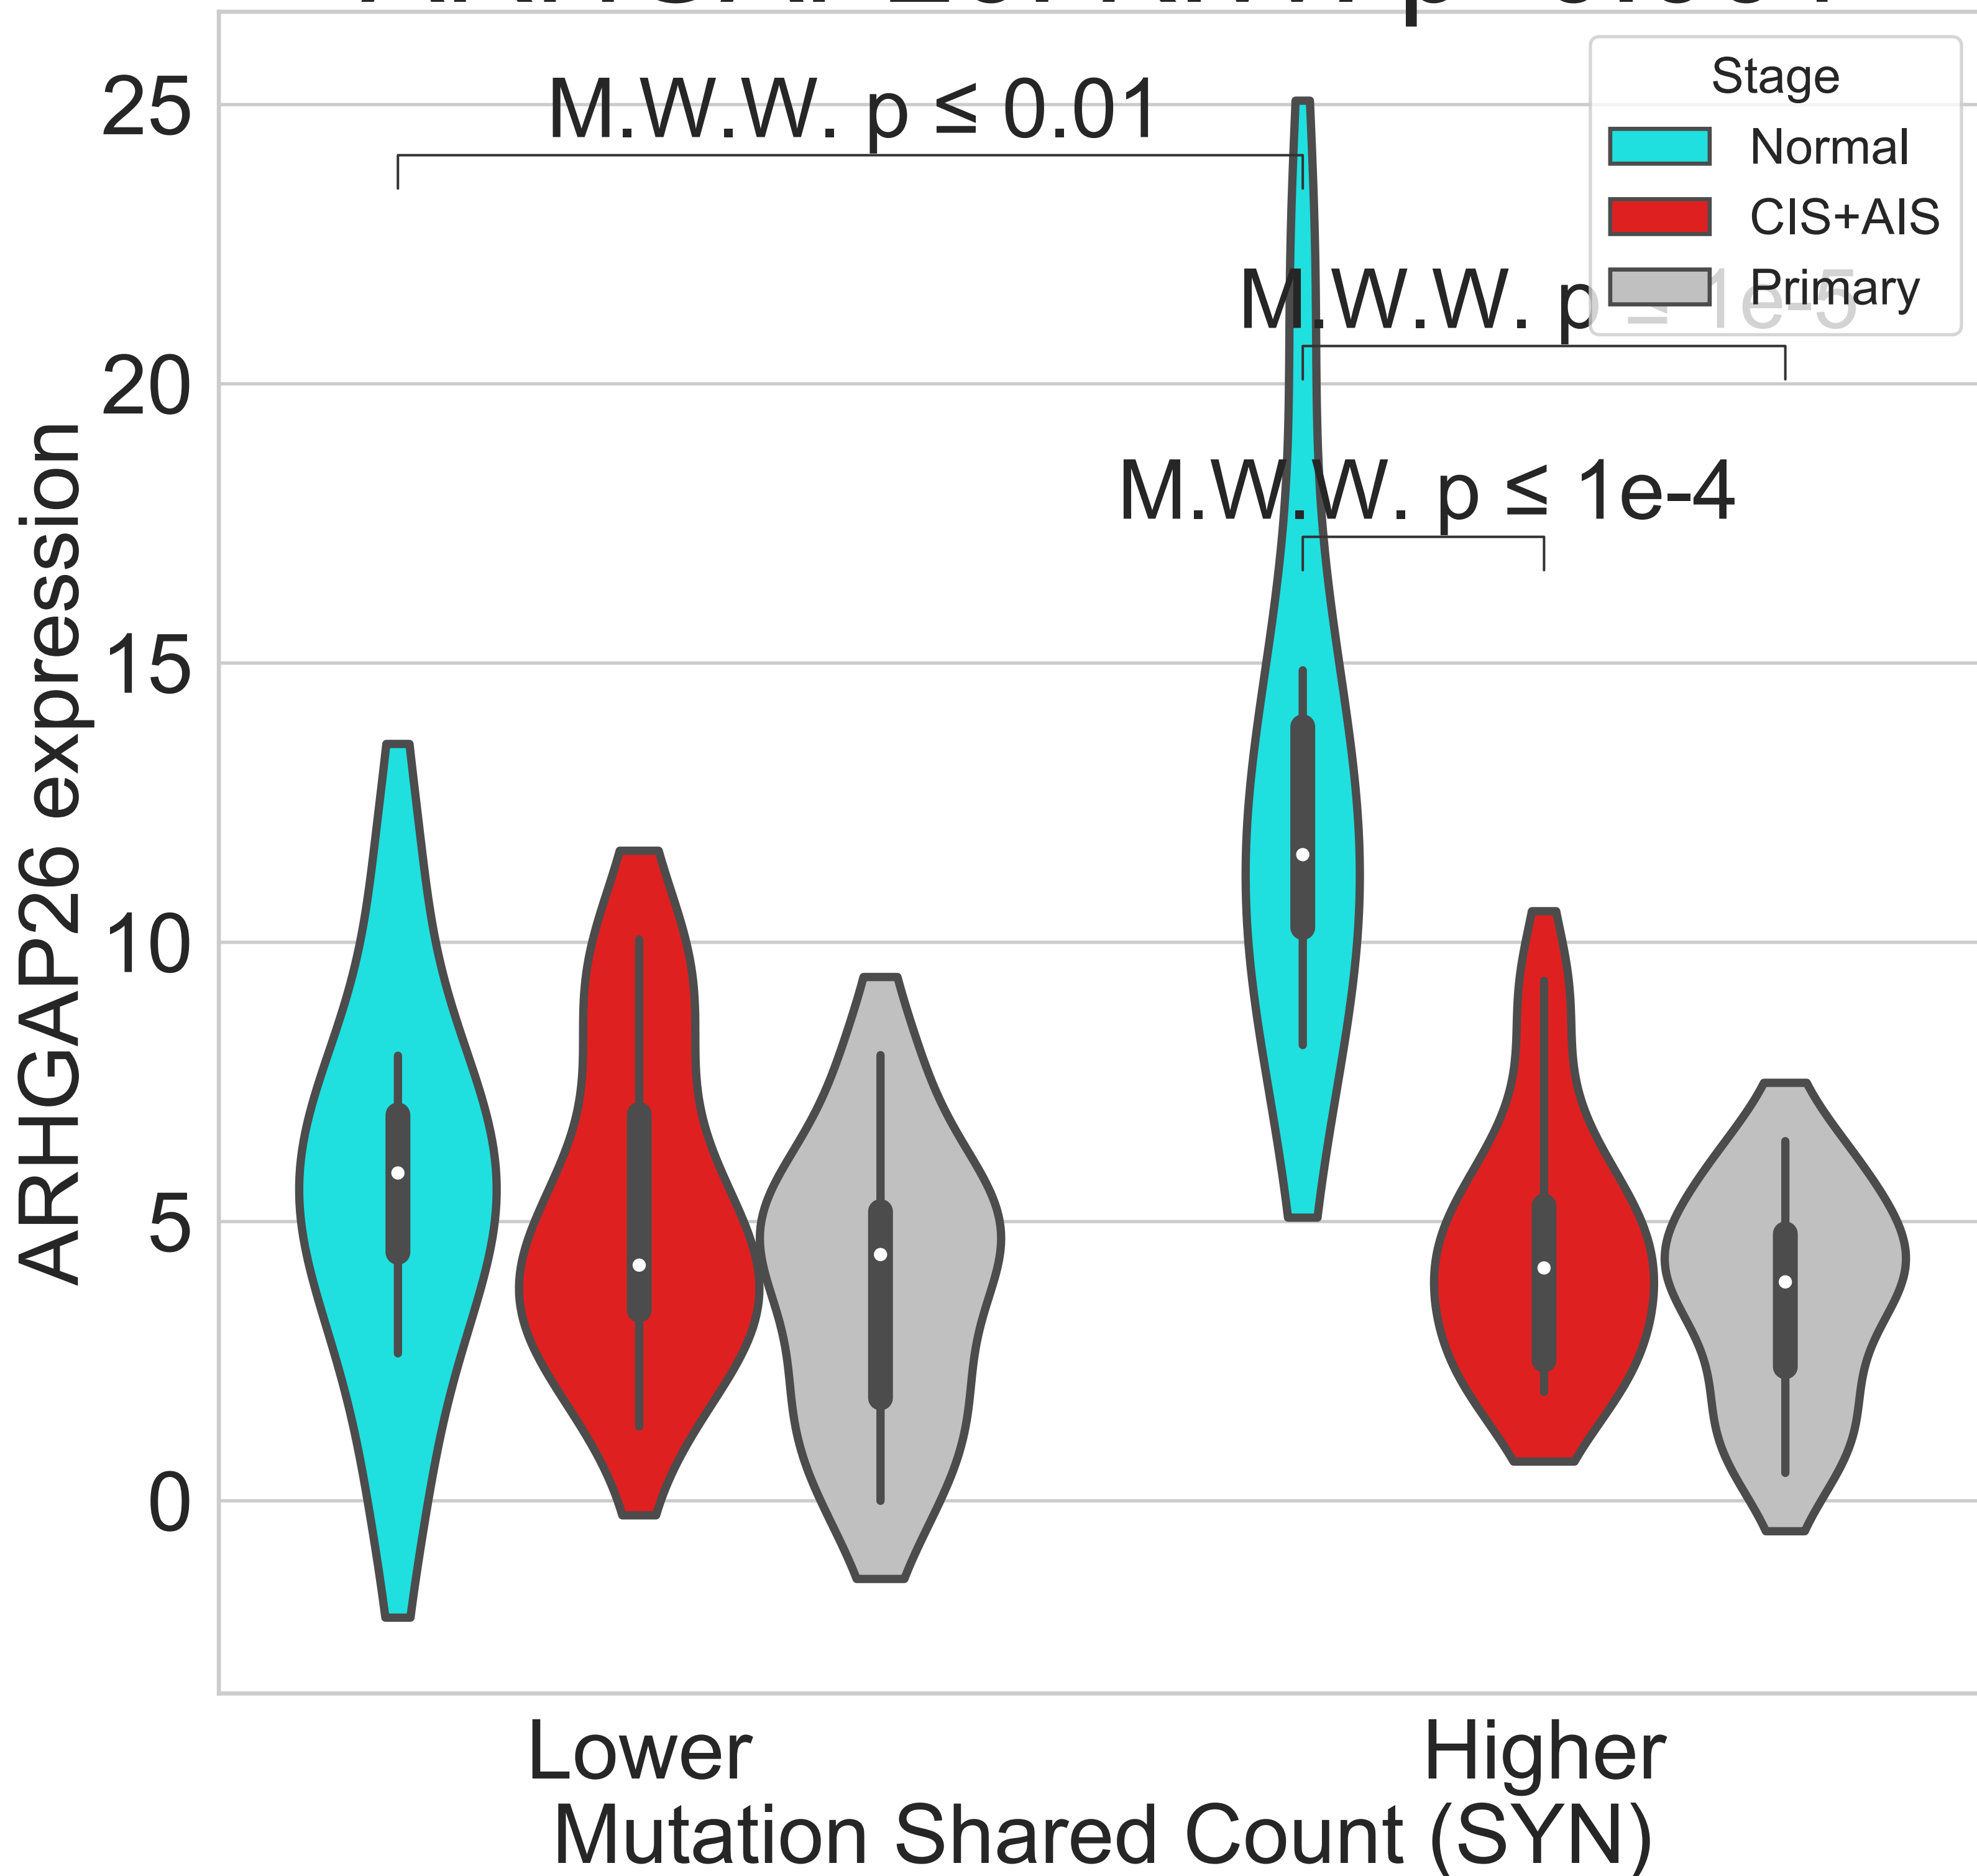 25
M.W.W. p ≤ 0.01
Stage
Normal
CIS+AIS
Primary
M.W.W. p ≤ 1e-5
20
M.W.W. p ≤ 1e-4
15
10
5
0
ARHGAP26 expression
Lower
Higher
Mutation Shared Count (SYN)